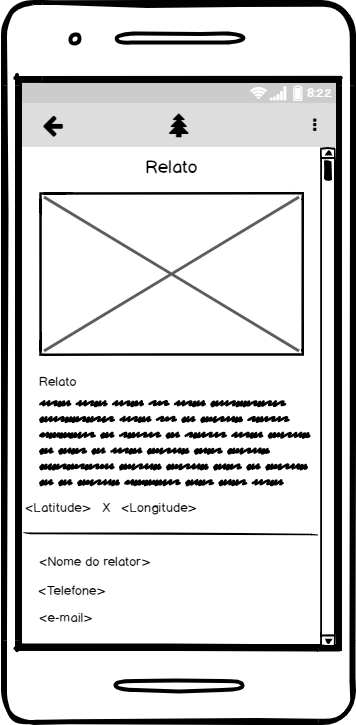 8:22
Relato
Relato
<Latitude> X <Longitude>
<Nome do relator>
<Telefone>
<e-mail>